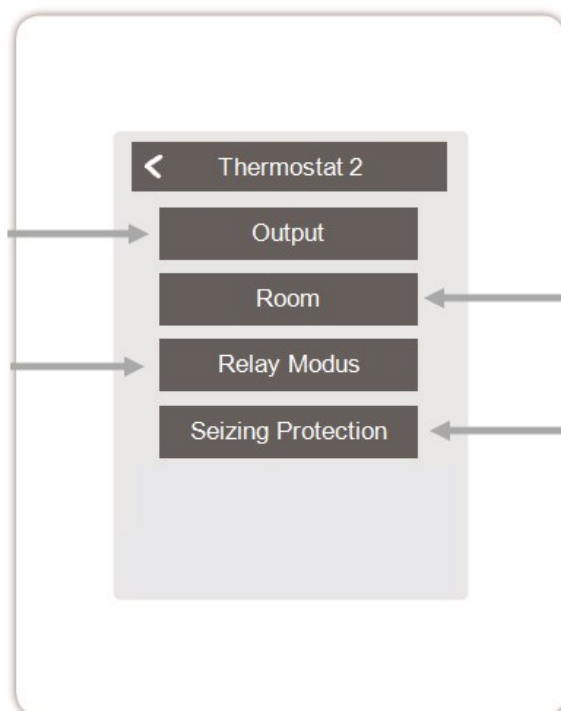 Thermostat 2
Output
Room
Relay Modus
Seizing Protection